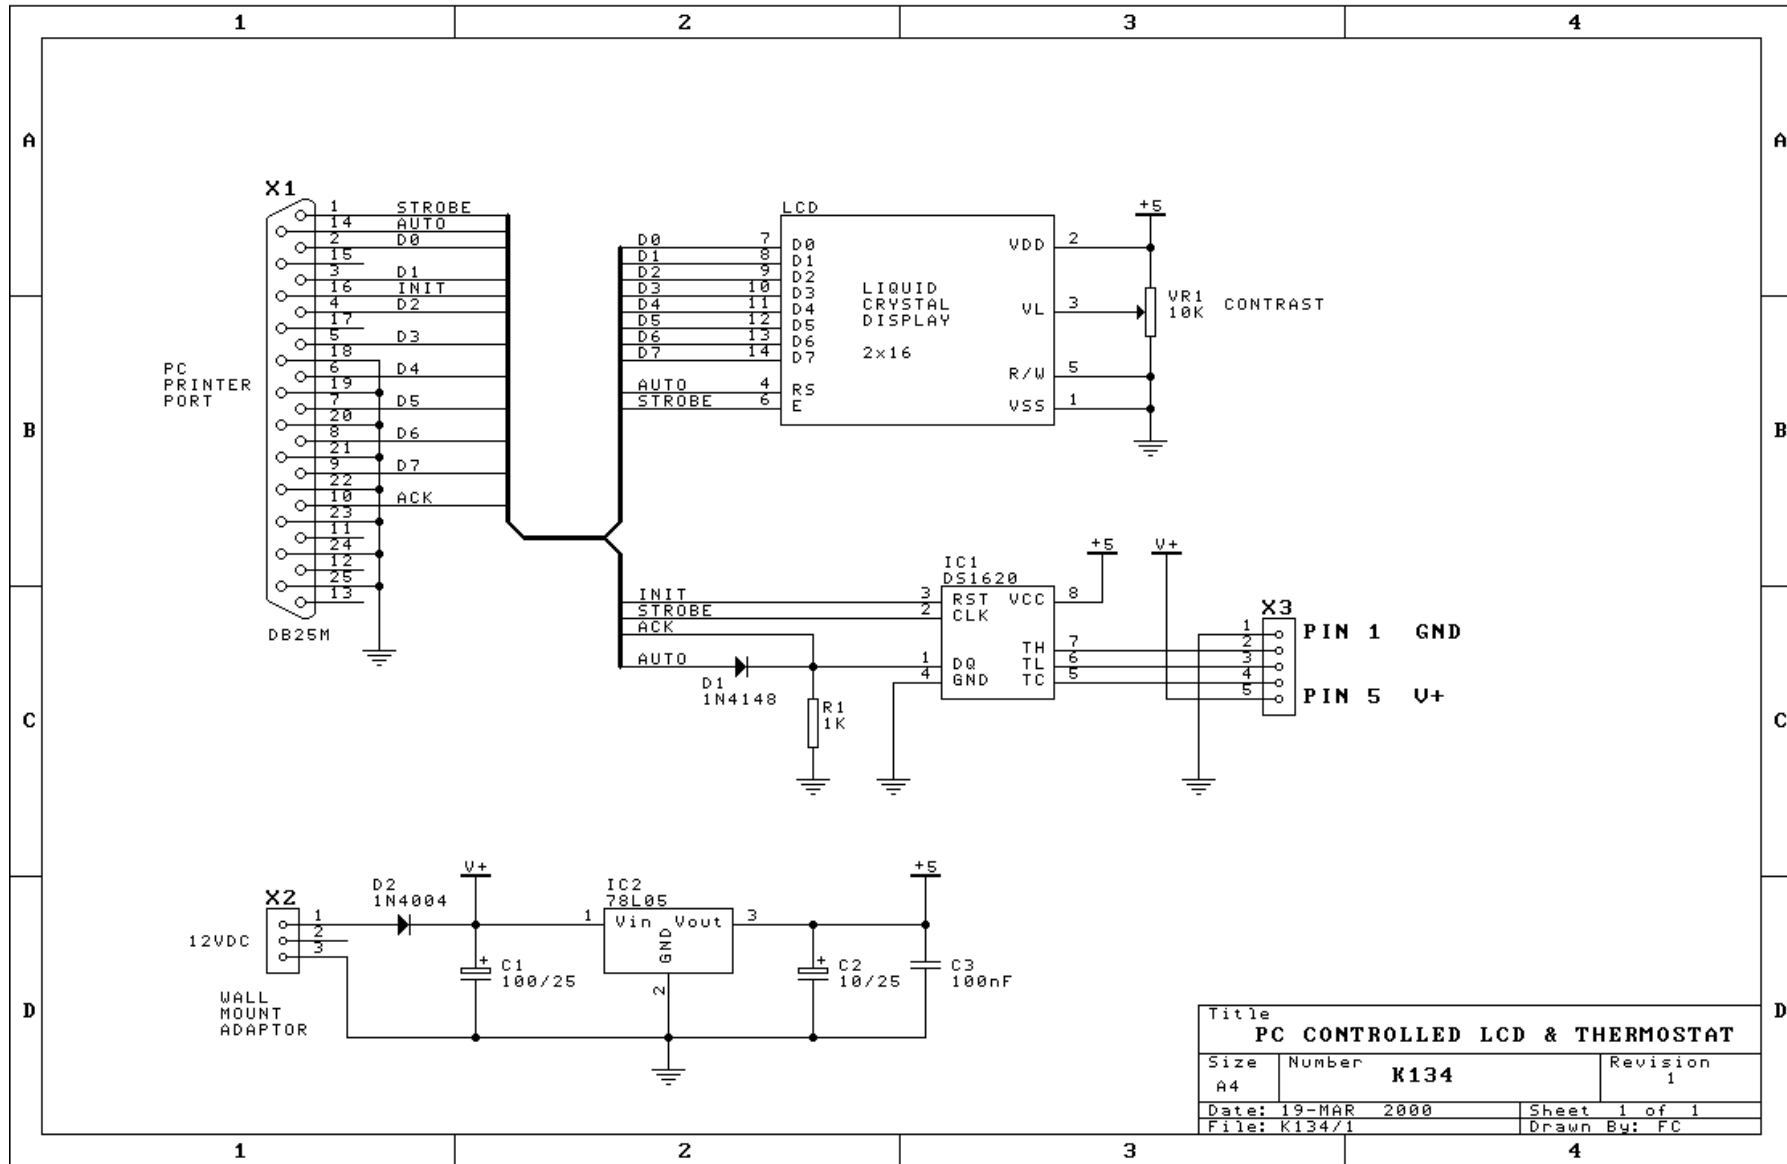 1 2 3 4
A A
B B
C C
D D
1 2 3 4
X1
1 STROBE
14 AUTO
2 D0
15
3 D1
16 INIT
4 D2
17
5 D3
18
6 D4
19
7 D5
20
8 D6
21
9 D7
22
10 ACK
23
11
24
12
25
13
PC
PRINTER
PORT
DB25M
LCD
D0 7 D0
D1 8 D1
D2 9 D2
D3 10 D3
D4 11 D4
D5 12 D5
D6 13 D6
D7 14 D7
AUTO 4 RS
STROBE 6 E
LIQUID
CRYSTAL
DISPLAY
2x16
+5
VDD 2
VL 3
R/W 5
VSS 1
VR1
10K
CONTRAST
IC1
DS1620
+5
V+
INIT 3 RST VCC 8
STROBE 2 CLK
ACK
AUTO 1 DQ
4 GND
TH 7
TL 6
TC 5
D1
1N4148
R1
1K
X3
1 PIN 1 GND
2
3
4
5 PIN 5 V+
X2
1
2
3
12VDC
WALL
MOUNT
ADAPTOR
D2
1N4004
V+
C1
+
100/25
IC2
78L05
1 Vin Vout 3
GND
2
+5
+ C2
10/25
C3
100nF
Title
PC CONTROLLED LCD & THERMOSTAT
Size Number Revision
A4 K134 1
Date: 19-MAR 2000 Sheet 1 of 1
File: K134/1 Drawn By: FC